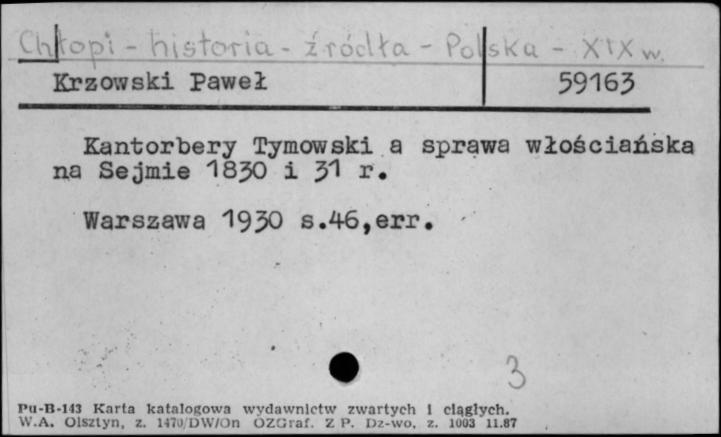 Chłopi - historia - źródła - Polska - XIX w.
Krzowski Paweł 59163
Kantorbery Tymowski a sprawa włościańska
na Sejmie 1830 i 31 r.
Warszawa 1930 s.46,err.
3
Pu-B-143 Karta katalogowa wydawnictw zwartych i ciągłych.
W.A. Olsztyn, z. 1470/DW/On OZGraf. Z P. Dz-wo, z. 1003 11.87